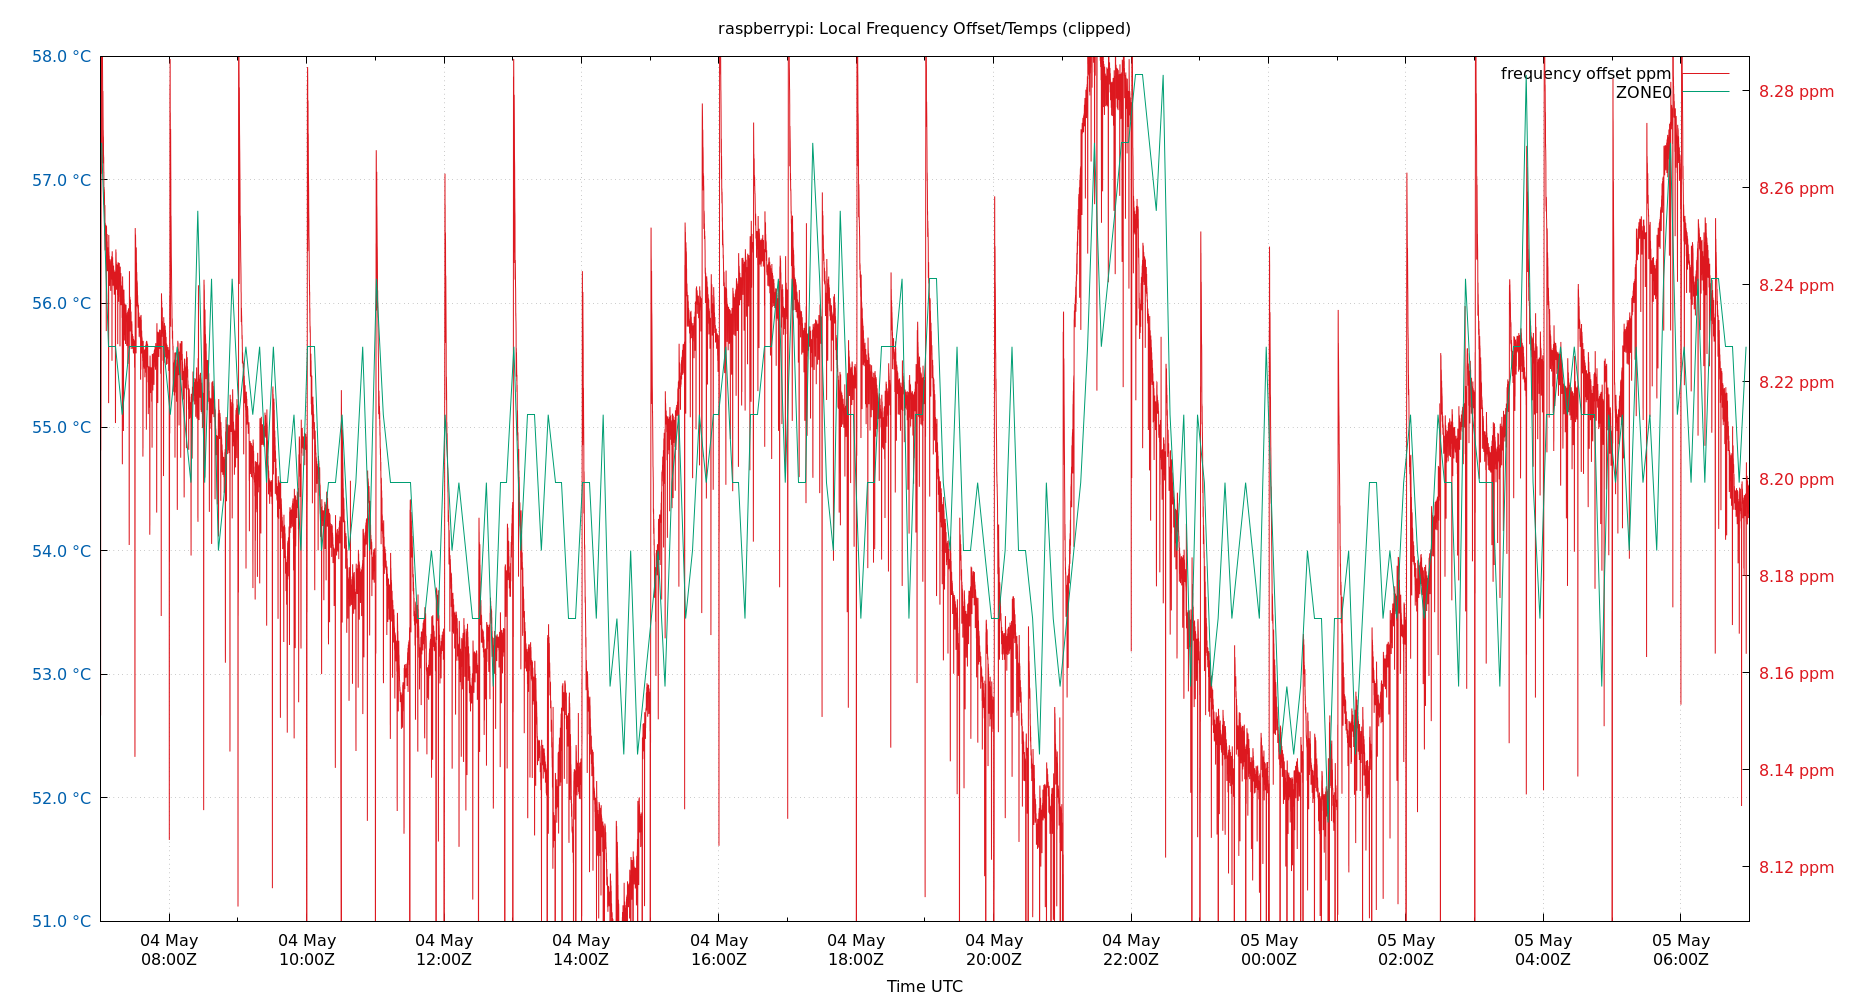 raspberrypi: Local Frequency Offset/Temps (clipped)
58.0 °C
57.0 °C
56.0 °C
55.0 °C
54.0 °C
53.0 °C
52.0 °C
51.0 °C
frequency offset ppm
ZONE0
8.28 ppm
8.26 ppm
8.24 ppm
8.22 ppm
8.20 ppm
8.18 ppm
8.16 ppm
8.14 ppm
8.12 ppm
04 May 04 May 04 May 04 May 04 May 04 May 04 May 04 May 05 May 05 May 05 May 05 May
08:00Z 10:00Z 12:00Z 14:00Z 16:00Z 18:00Z 20:00Z 22:00Z 00:00Z 02:00Z 04:00Z 06:00Z
Time UTC